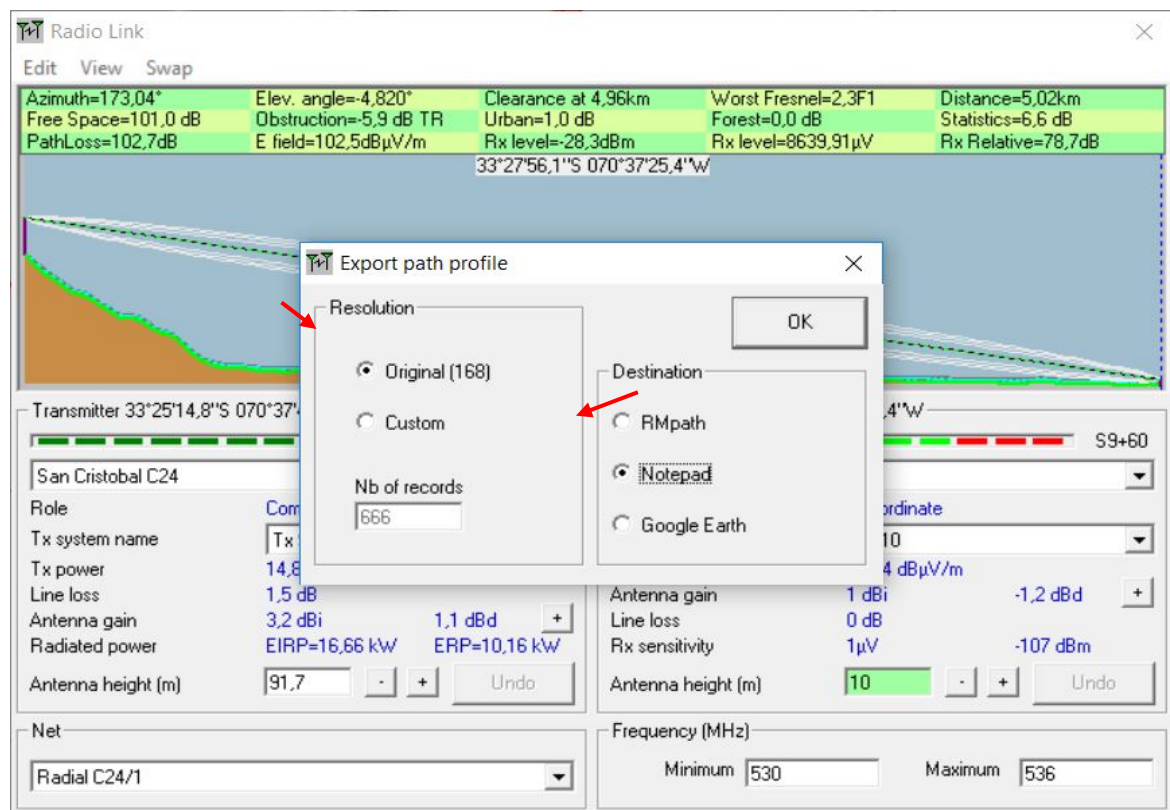 Radio Link
Edit View Swap
Azimuth=173,04° Elev. angle=-4,820° Clearance at 4,96km Worst Fresnel=2,3F1 Distance=5,02km
Free Space=101,0 dB Obstruction=-5,9 dB TR Urban=1,0 dB Forest=0,0 dB Statistics=6,6 dB
PathLoss=102,7dB E field=102,5dBµV/m Rx level=-28,3dBm Rx level=8639,91µV Rx Relative=78,7dB
33°27'56,1"S 070°37'25,4"W
Export path profile
Resolution
OK
Original (168)
Custom
Nb of records
666
Destination
RMpath
Notepad
Google Earth
Transmitter 33°25'14,8"S 070°37'
San Cristobal C24
Role
Tx system name Tx
Tx power 14,8
Line loss 1,5 dB
Antenna gain 3,2 dBi 1,1 dBd +
Radiated power EIRP=16,66 kW ERP=10,16 kW
Antenna height (m) 91,7 - + Undo
,4"W
S9+60
10
dBµV/m
Antenna gain 1 dBi -1,2 dBd +
Line loss 0 dB
Rx sensitivity 1µV -107 dBm
Antenna height (m) 10 - + Undo
Net
Radial C24/1
Frequency (MHz)
Minimum 530 Maximum 536